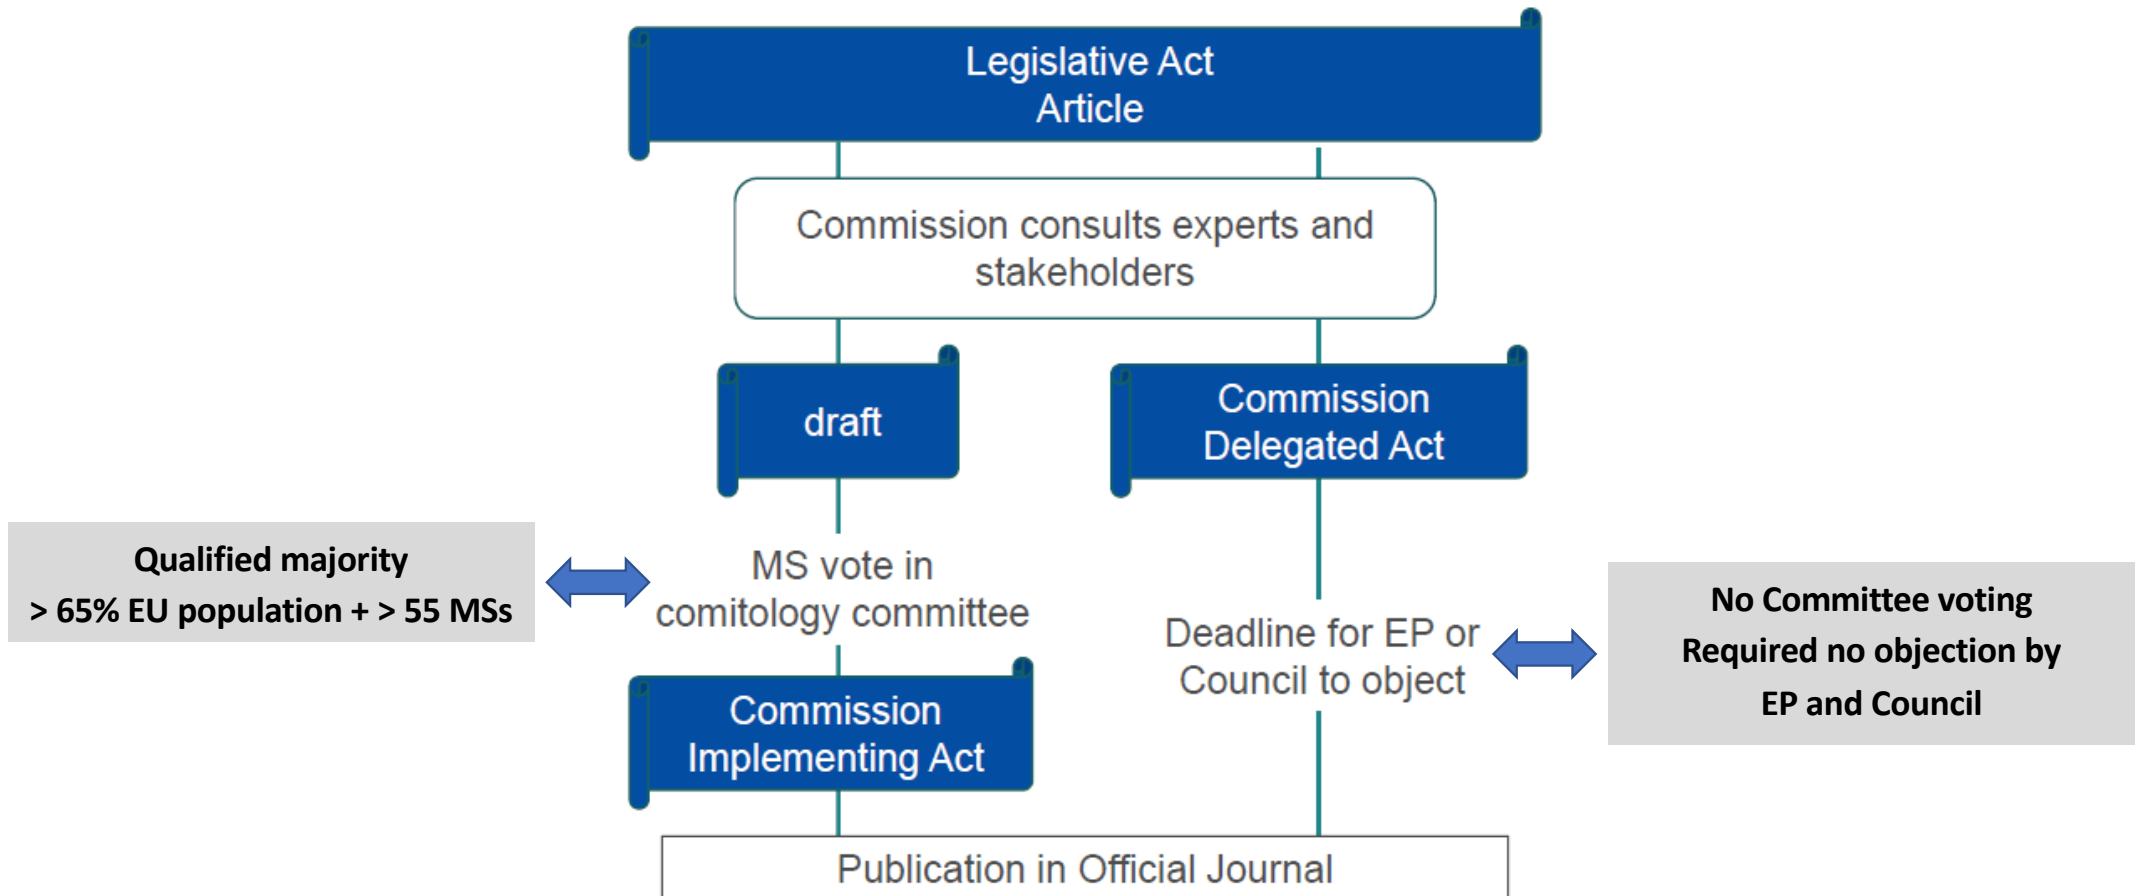 Legislative Act
Article
Commission consults experts and
stakeholders
draft
Commission
Delegated Act
Qualified majority
> 65% EU population + > 55 MSs
MS vote in
comitology committee
Deadline for EP or
Council to object
No Committee voting
Required no objection by
EP and Council
Commission
Implementing Act
Publication in Official Journal